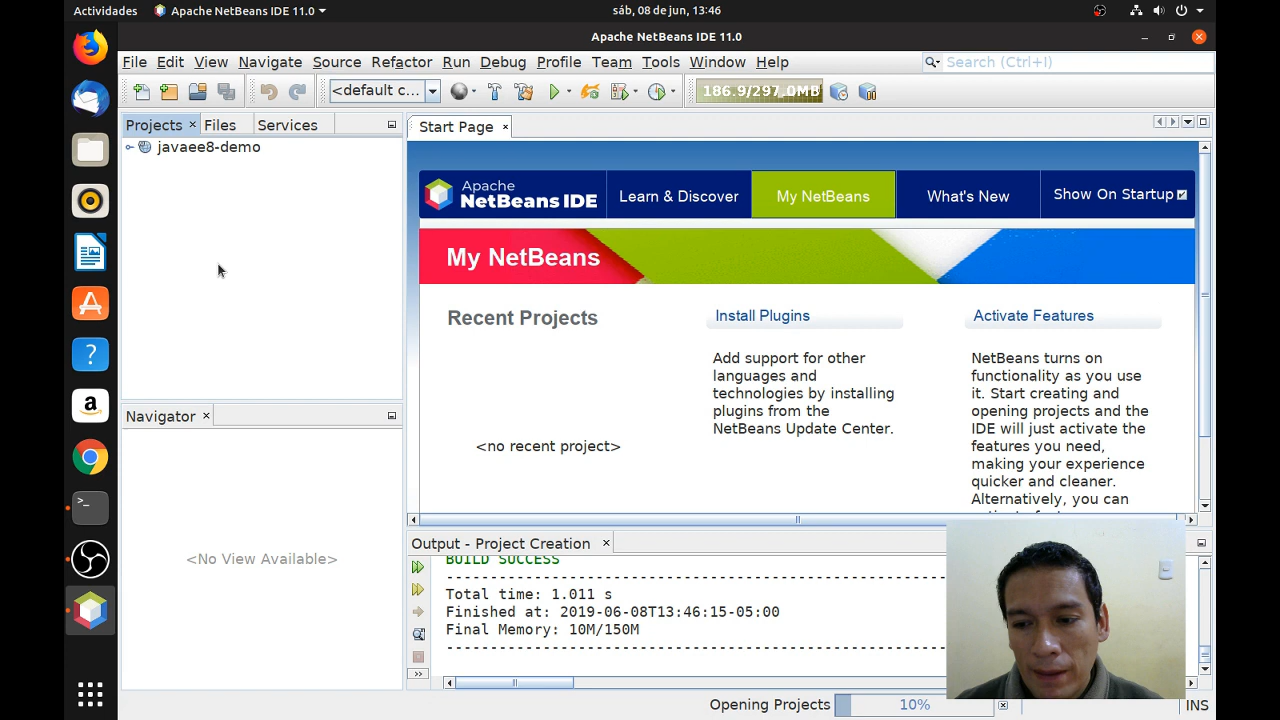 Actividades
Apache NetBeans IDE 11.0
sáb, 08 de jun, 13:46
Apache NetBeans IDE 11.0
File Edit View Navigate Source Refactor Run Debug Profile Team Tools Window Help
Search (Ctrl+I)
<default c...
186.9/297.0MB
Projects
Files
Services
javaee8-demo
Navigator
<No View Available>
Start Page
Apache
NetBeans IDE
Learn & Discover
My NetBeans
What's New
Show On Startup
My NetBeans
Recent Projects
<no recent project>
Install Plugins
Add support for other
languages and
technologies by installing
plugins from the
NetBeans Update Center.
Activate Features
NetBeans turns on
functionality as you use
it. Start creating and
opening projects and the
IDE will just activate the
features you need,
making your experience
quicker and cleaner.
Alternatively, you can
Output - Project Creation
BUILD SUCCESS
Total time: 1.011 s
Finished at: 2019-06-08T13:46:15-05:00
Final Memory: 10M/150M
Opening Projects
10%
INS